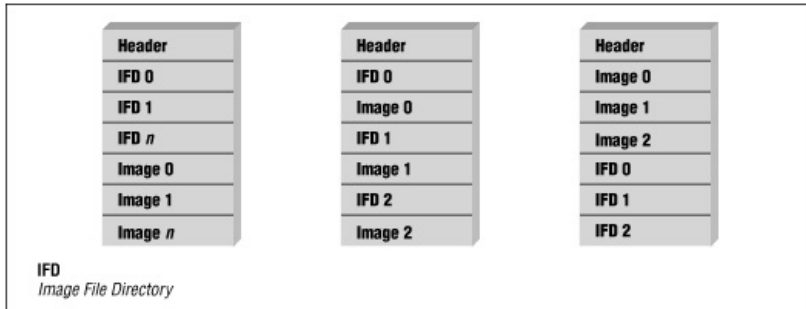 Header
IFD 0
IFD 1
IFD n
Image 0
Image 1
Image n
Header
IFD 0
Image 0
IFD 1
Image 1
IFD 2
Image 2
Header
Image 0
Image 1
Image 2
IFD 0
IFD 1
IFD 2
IFD
Image File Directory